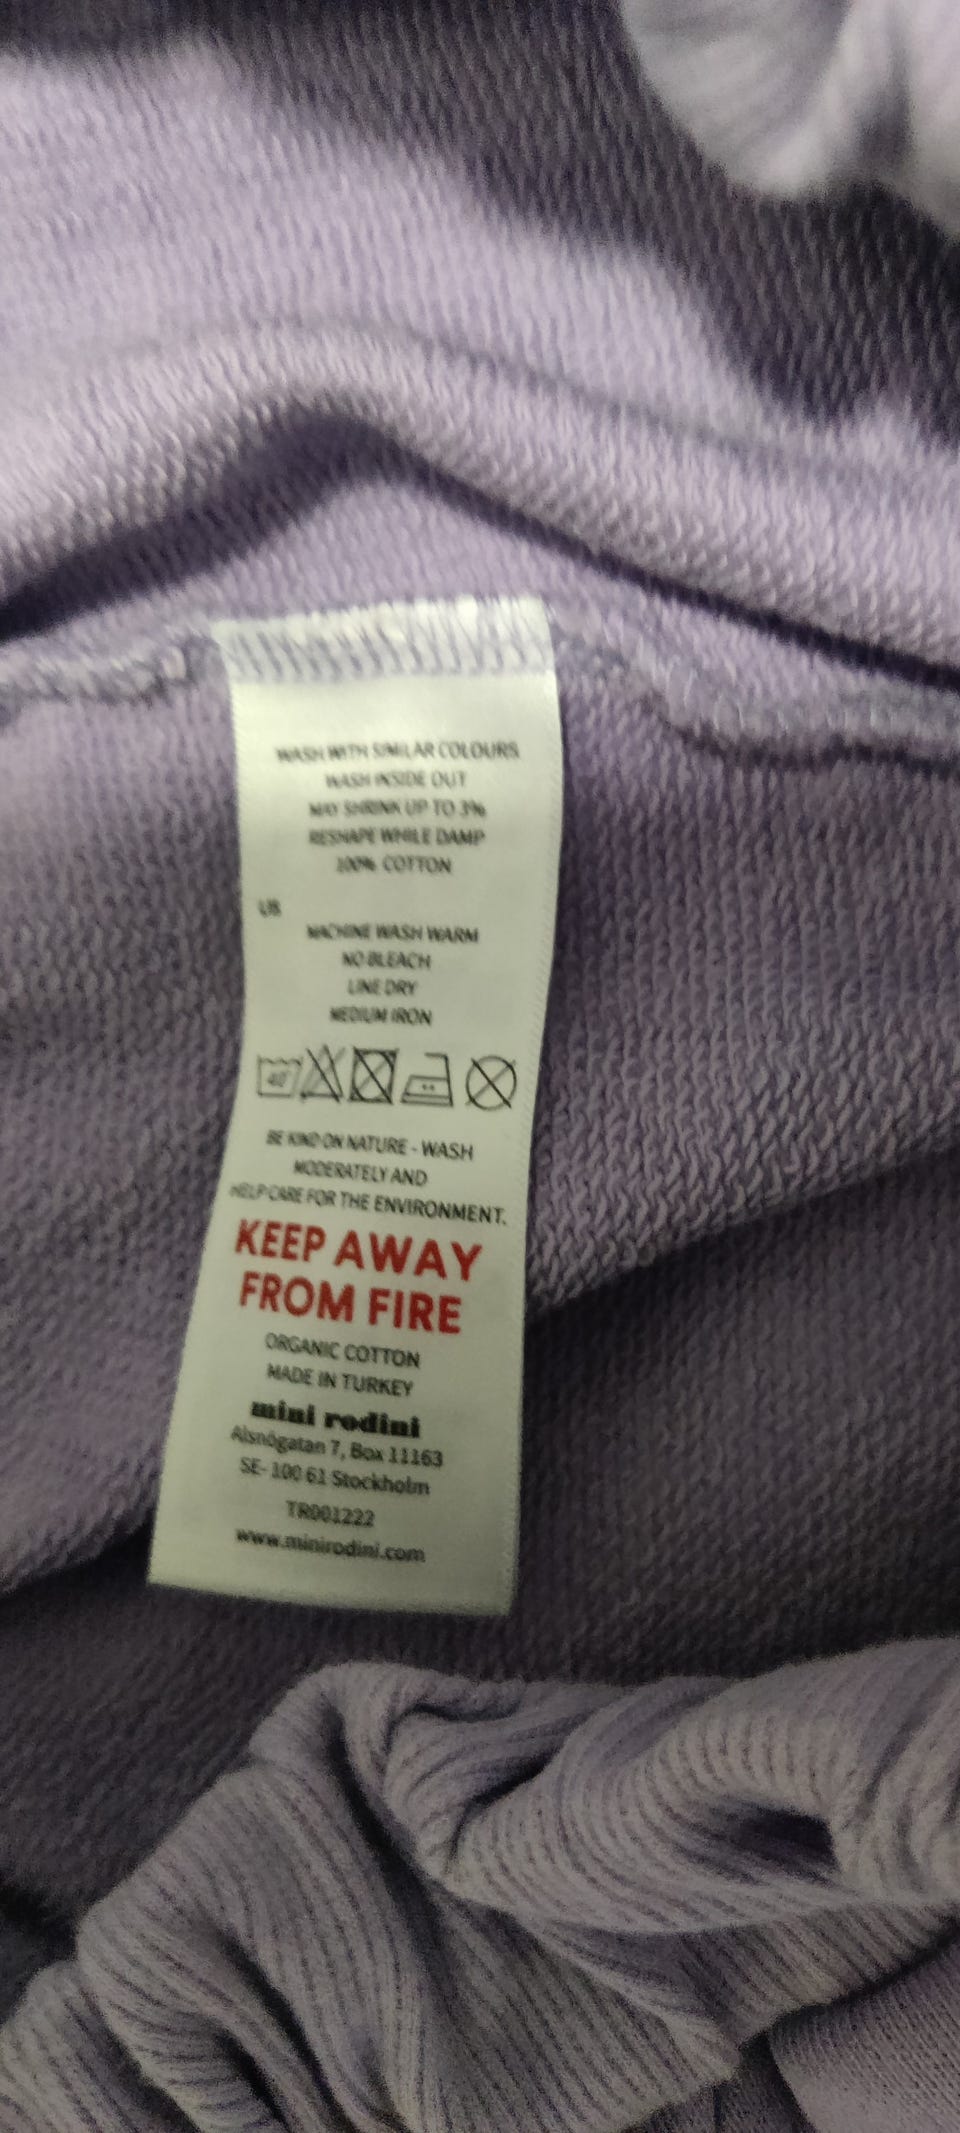 WASH WITH SIMILAR COLOURS
WASH INSIDE OUT
MAY SHRINK UP TO 3%
RESHAPE WHILE DAMP
100% COTTON
US
MACHINE WASH WARM
NO BLEACH
LINE DRY
MEDIUM IRON
40
BE KIND ON NATURE - WASH
MODERATELY AND
HELP CARE FOR THE ENVIRONMENT.
KEEP AWAY
FROM FIRE
ORGANIC COTTON
MADE IN TURKEY
mini rodini
Alsnögatan 7, Box 11163
SE- 100 61 Stockholm
TR001222
www.minirodini.com